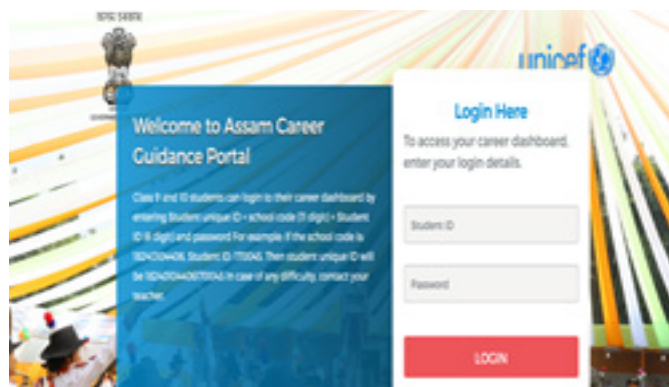 unicef
Welcome to Assam Career
Guidance Portal
Class 9 and 10 students can login to their career dashboard by
entering Student unique ID = school code (11 digit) + Student
ID (6 digit) and password For example: If the school code is
Student ID: 170046. Then student unique ID will
be In case of any difficulty, contact your
teacher.
Login Here
To access your career dashboard,
enter your login details.
Student ID
Password
LOGIN